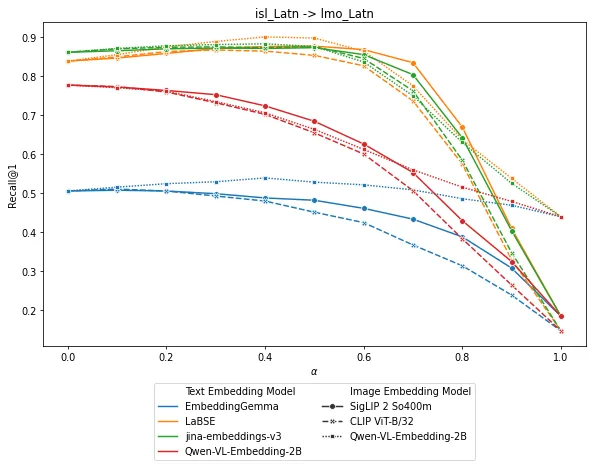 isl_Latn -> lmo_Latn
Recall@1
0.9
0.8
0.7
0.6
0.5
0.4
0.3
0.2
0.0
0.2
0.4
0.6
0.8
1.0
α
Text Embedding Model
EmbeddingGemma
LaBSE
jina-embeddings-v3
Qwen-VL-Embedding-2B
Image Embedding Model
SigLIP 2 So400m
CLIP ViT-B/32
Qwen-VL-Embedding-2B